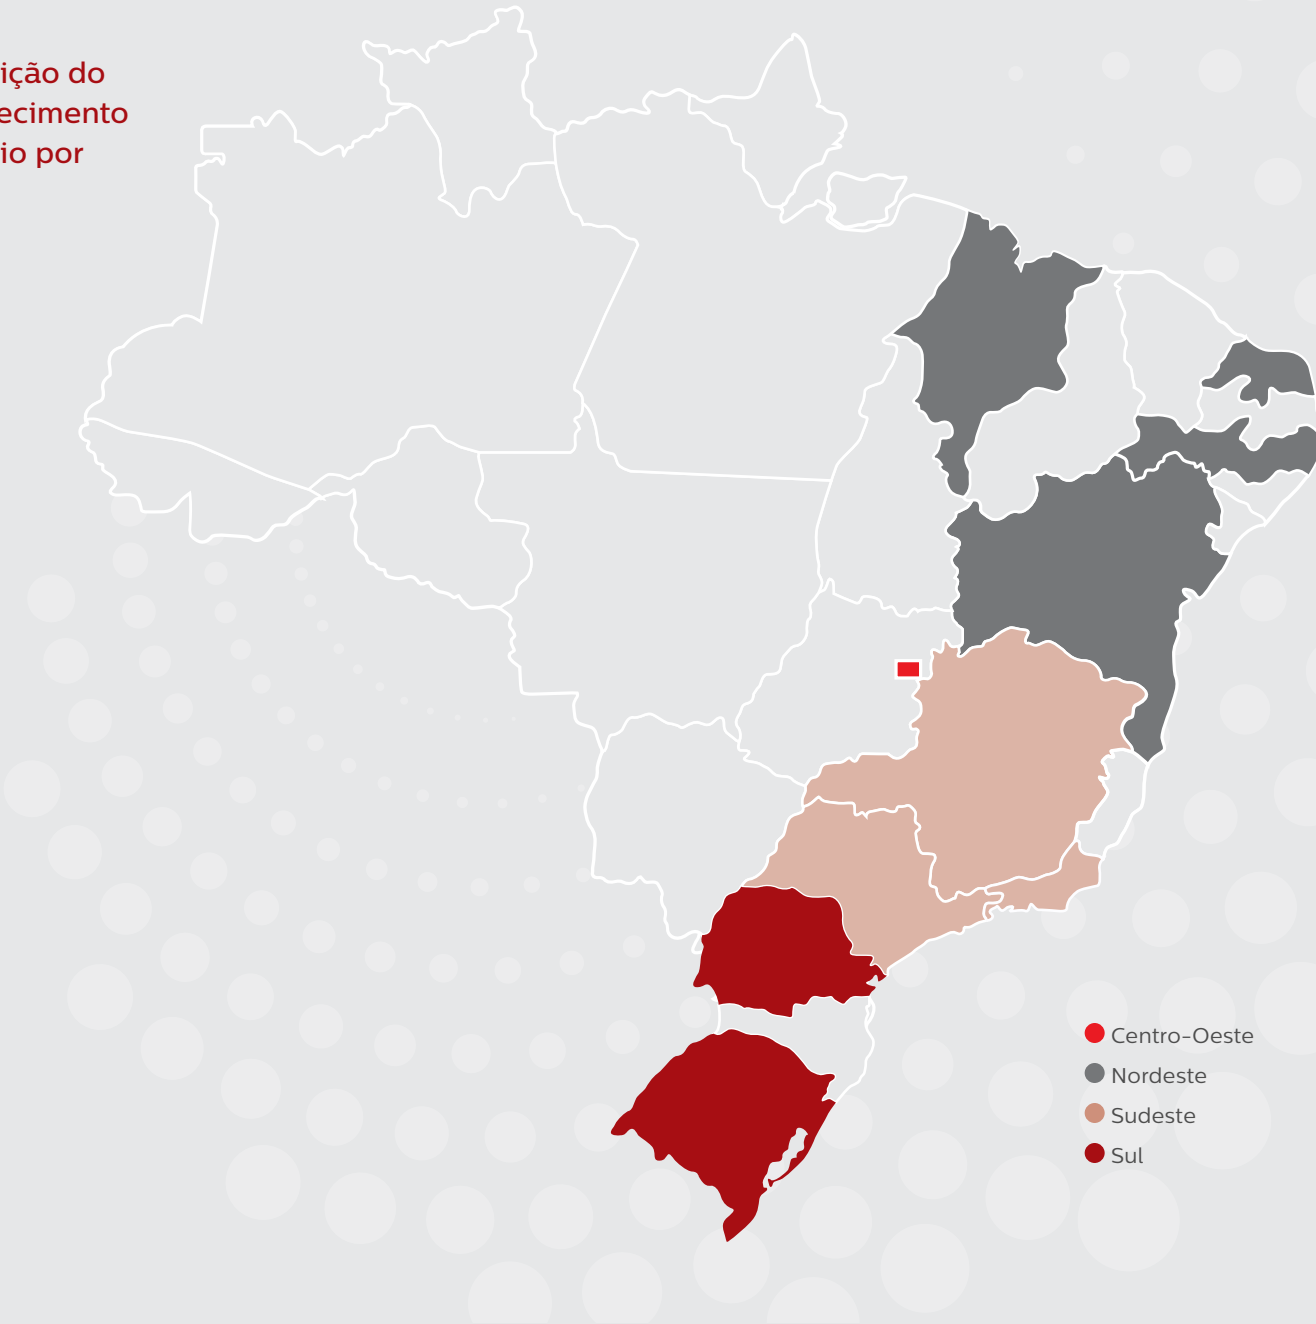 ição do
ecimento
io por
Centro-Oeste
Nordeste
Sudeste
Sul